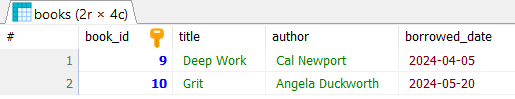 books (2r × 4c)
# book_id title author borrowed_date
1 9 Deep Work Cal Newport 2024-04-05
2 10 Grit Angela Duckworth 2024-05-20